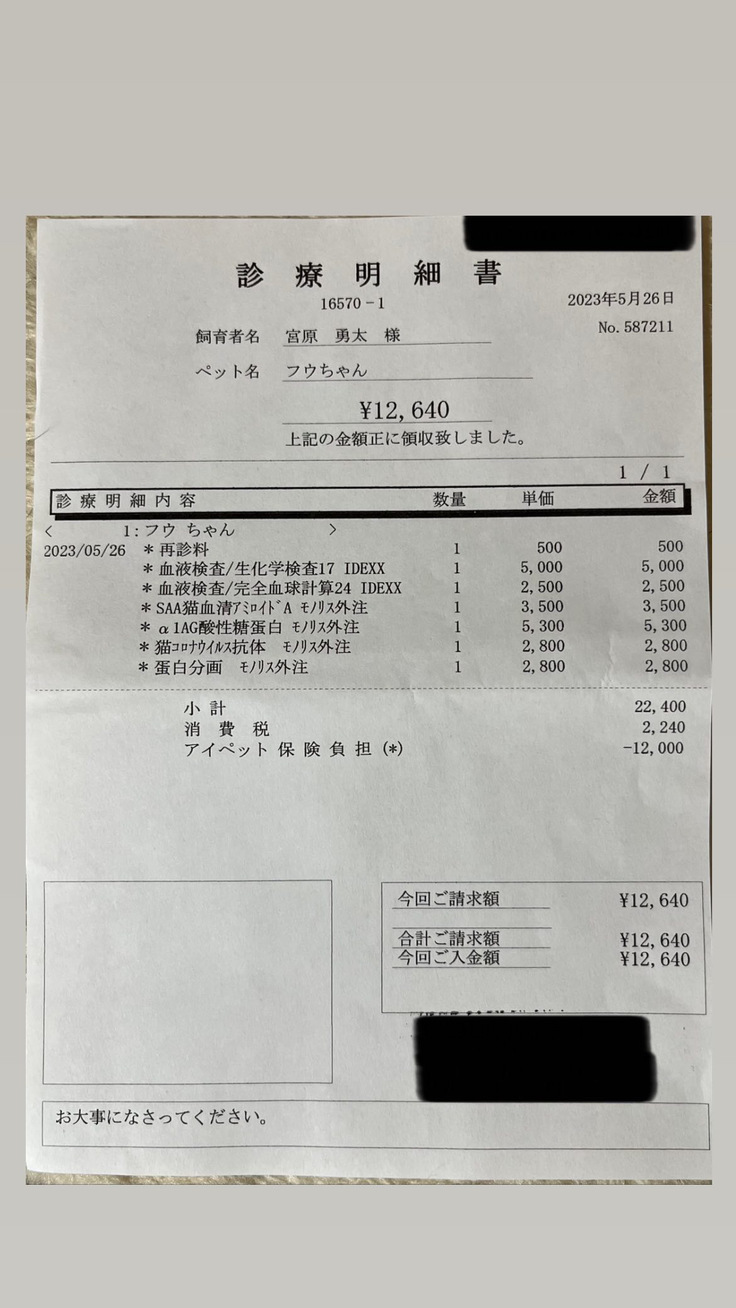 診療明細書
16570-1
2023年5月26日
No.587211
飼育者名 宮原 勇太 様
ペット名 フウちゃん
¥12,640
上記の金額正に領収致しました。
1 / 1
診療明細内容 数量 単価 金額
< 1:フウ ちゃん >
2023/05/26 *再診料 1 500 500
*血液検査/生化学検査17 IDEXX 1 5,000 5,000
*血液検査/完全血球計算24 IDEXX 1 2,500 2,500
*SAA猫血清ｱﾐﾛｲﾄﾞA ﾓﾉﾘｽ外注 1 3,500 3,500
*α1AG酸性糖蛋白 ﾓﾉﾘｽ外注 1 5,300 5,300
*猫ｺﾛﾅｳｲﾙｽ抗体 ﾓﾉﾘｽ外注 1 2,800 2,800
*蛋白分画 ﾓﾉﾘｽ外注 1 2,800 2,800
小計 22,400
消費税 2,240
アイペット保険負担(*) -12,000
今回ご請求額 ¥12,640
合計ご請求額 ¥12,640
今回ご入金額 ¥12,640
お大事になさってください。